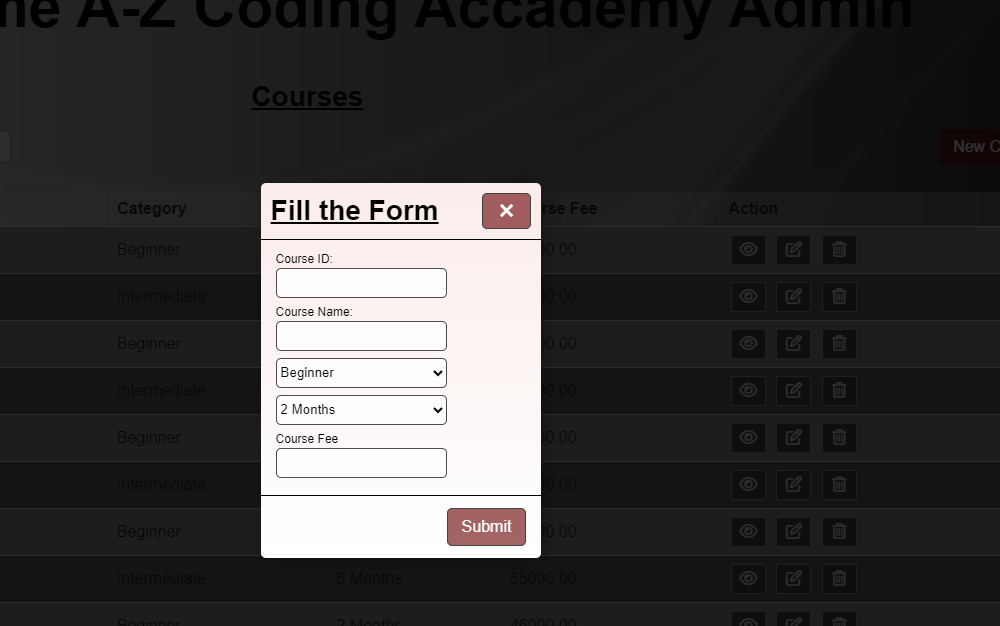 ne A-Z Coding Accademy Admin
Courses
New C
Fill the Form
Category rse Fee Action
Beginner 00.00
Course ID:
Intermediate 00.00
Course Name:
Beginner 00.00
Beginner
Intermediate 00.00
2 Months
Beginner 00.00
Course Fee
Intermediate 00.00
Beginner 00.00
Submit
Intermediate 6 Months 65000.00
Beginner 2 Months 46000.00